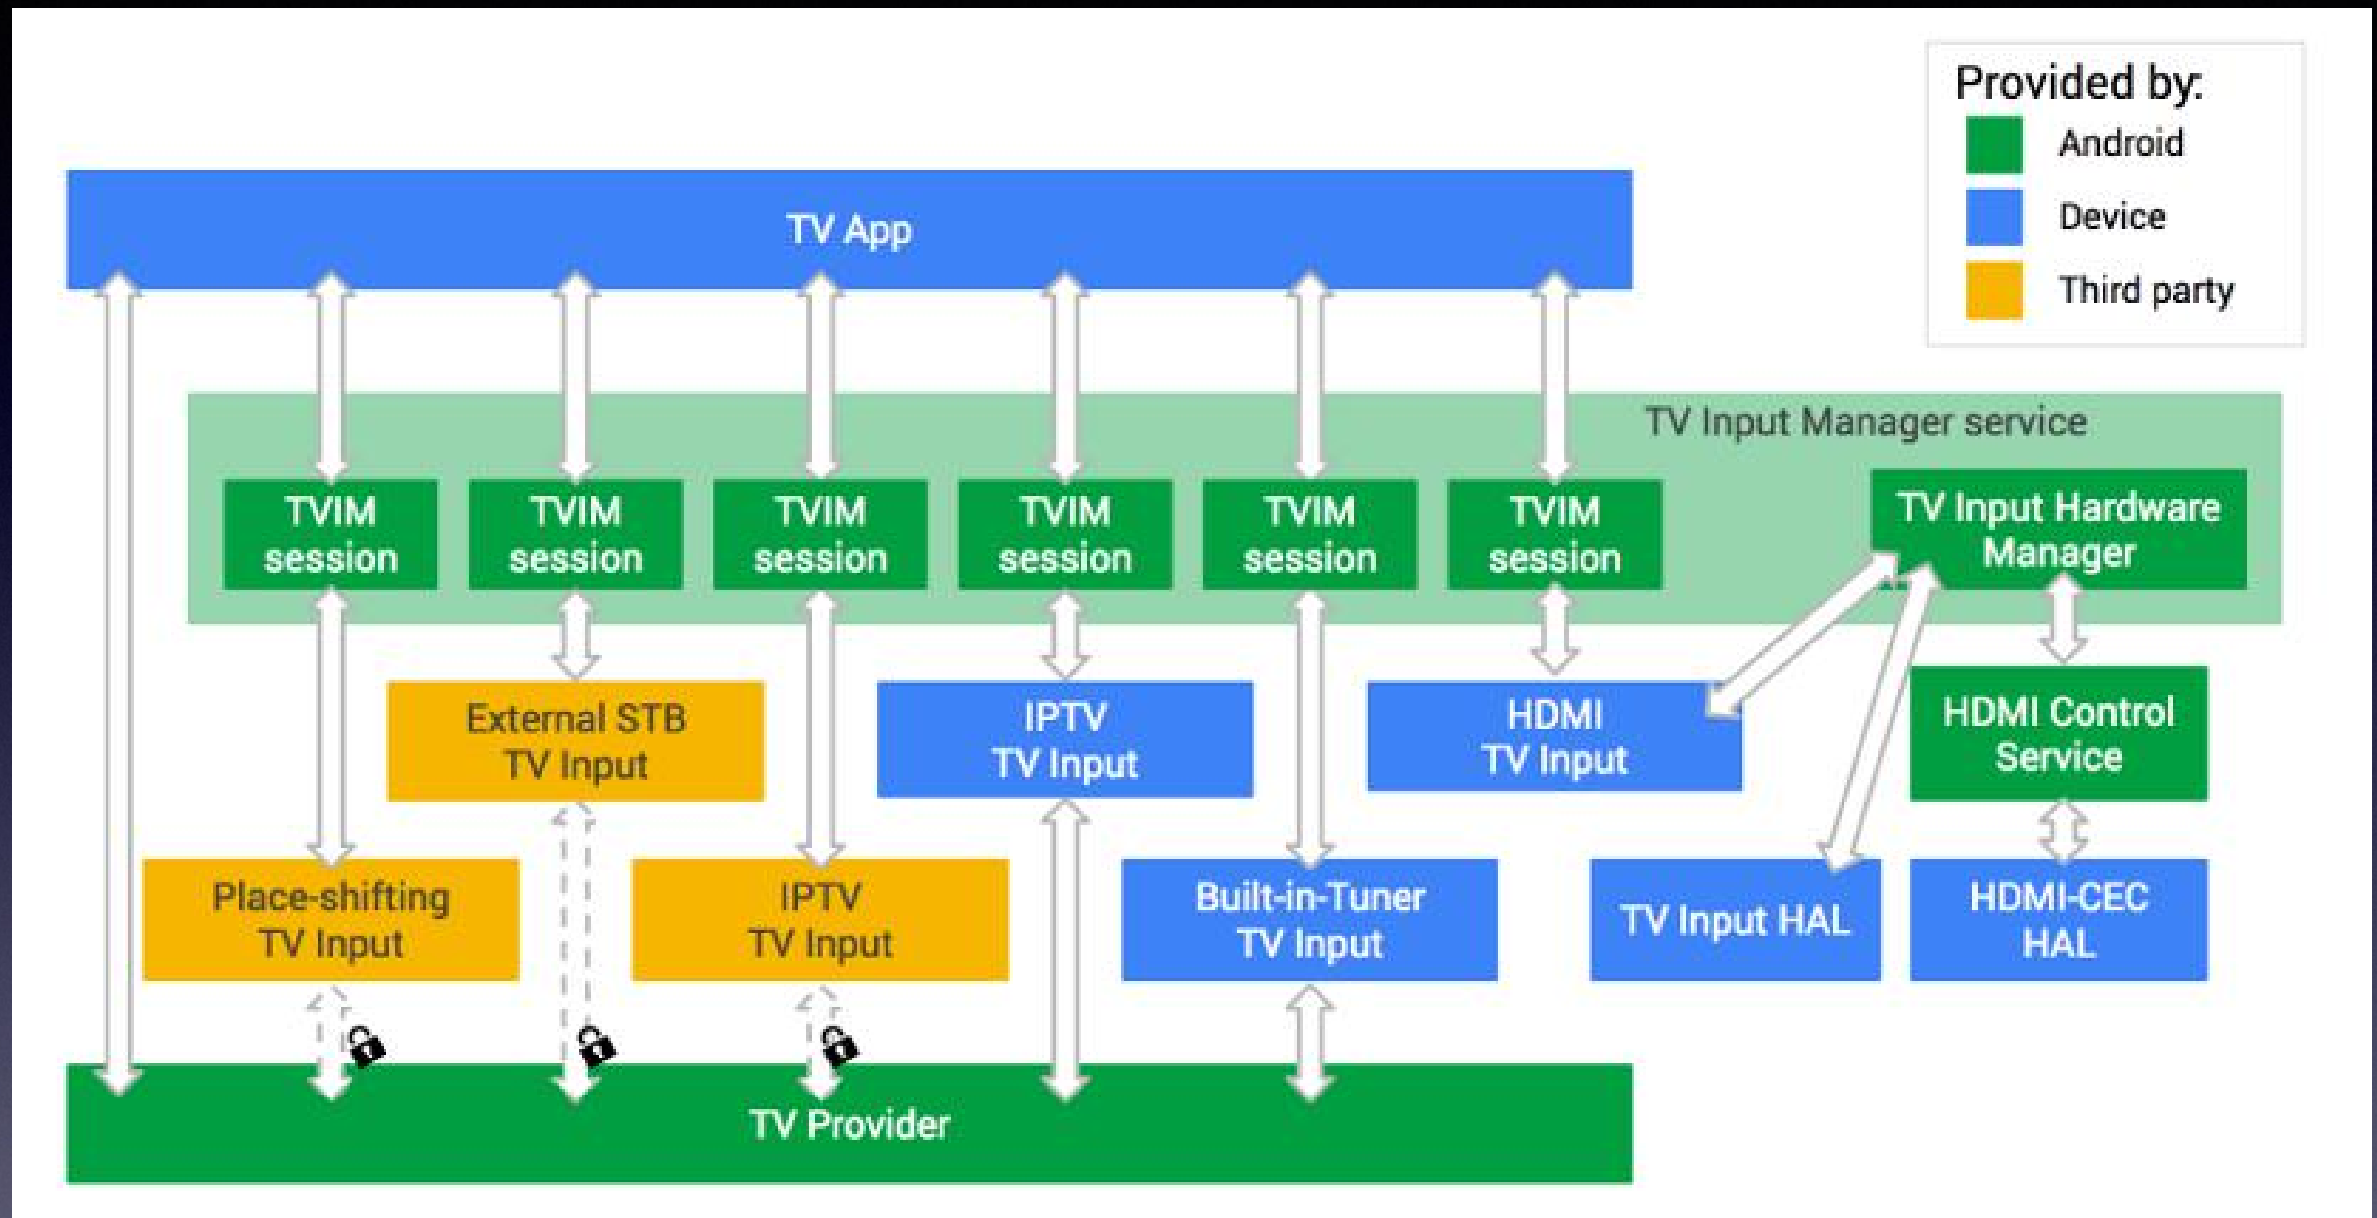 Provided by:
Android
Device
Third party
TV App
TV Input Manager service
TVIM
session
TVIM
session
TVIM
session
TVIM
session
TVIM
session
TVIM
session
TV Input Hardware
Manager
External STB
TV Input
IPTV
TV Input
HDMI
TV Input
HDMI Control
Service
Place-shifting
TV Input
IPTV
TV Input
Built-in-Tuner
TV Input
TV Input HAL
HDMI-CEC
HAL
TV Provider